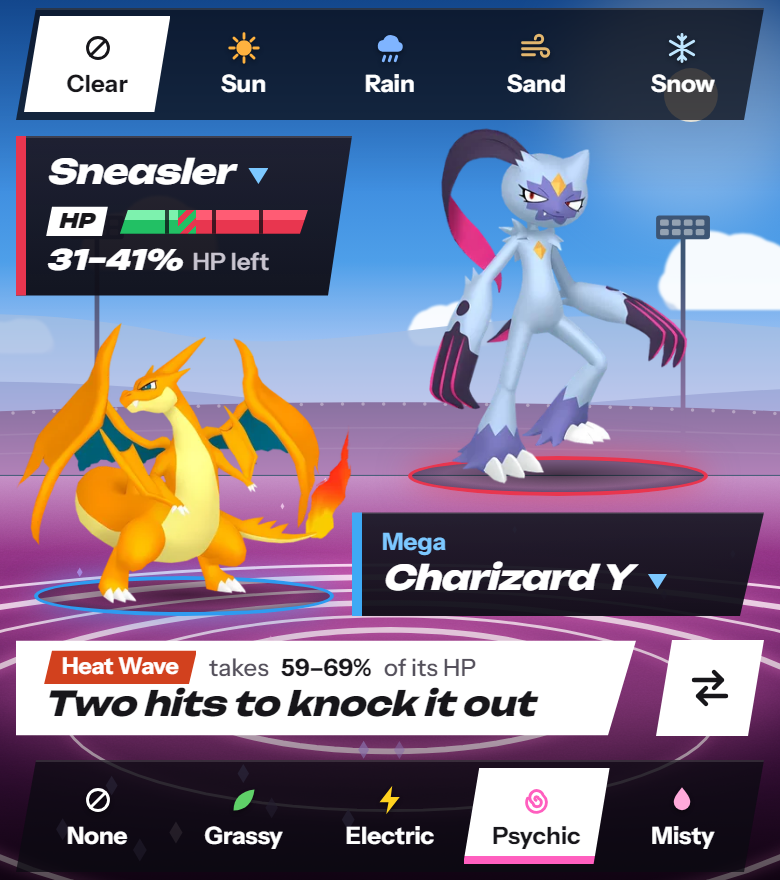 Clear
Sun
Rain
Sand
Snow
Sneasler
HP
31–41% HP left
Mega
Charizard Y
Heat Wave takes 59–69% of its HP
Two hits to knock it out
None
Grassy
Electric
Psychic
Misty